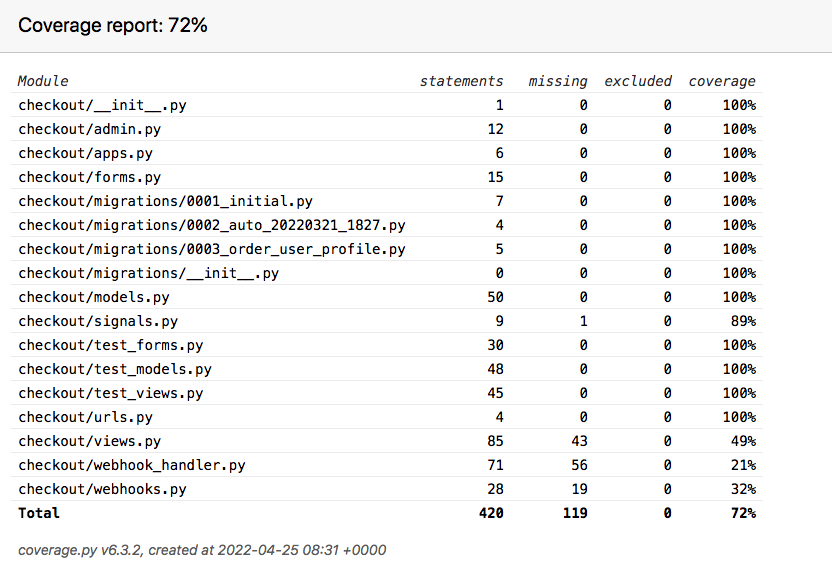 Coverage report: 72%
Module statements missing excluded coverage
checkout/__init__.py 1 0 0 100%
checkout/admin.py 12 0 0 100%
checkout/apps.py 6 0 0 100%
checkout/forms.py 15 0 0 100%
checkout/migrations/0001_initial.py 7 0 0 100%
checkout/migrations/0002_auto_20220321_1827.py 4 0 0 100%
checkout/migrations/0003_order_user_profile.py 5 0 0 100%
checkout/migrations/__init__.py 0 0 0 100%
checkout/models.py 50 0 0 100%
checkout/signals.py 9 1 0 89%
checkout/test_forms.py 30 0 0 100%
checkout/test_models.py 48 0 0 100%
checkout/test_views.py 45 0 0 100%
checkout/urls.py 4 0 0 100%
checkout/views.py 85 43 0 49%
checkout/webhook_handler.py 71 56 0 21%
checkout/webhooks.py 28 19 0 32%
Total 420 119 0 72%
coverage.py v6.3.2, created at 2022-04-25 08:31 +0000